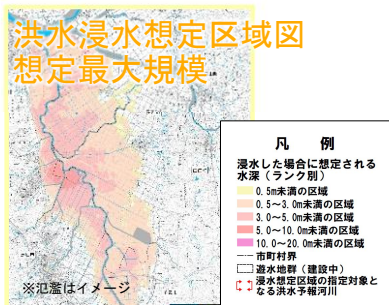 洪水浸水想定区域図
想定最大規模
凡　例
浸水した場合に想定される
水深（ランク別）
0.5m未満の区域
0.5～3.0m未満の区域
3.0～5.0m未満の区域
5.0～10.0m未満の区域
10.0～20.0m未満の区域
市町村界
遊水地群（建設中）
浸水想定区域の指定対象と
なる洪水予報河川
※氾濫はイメージ